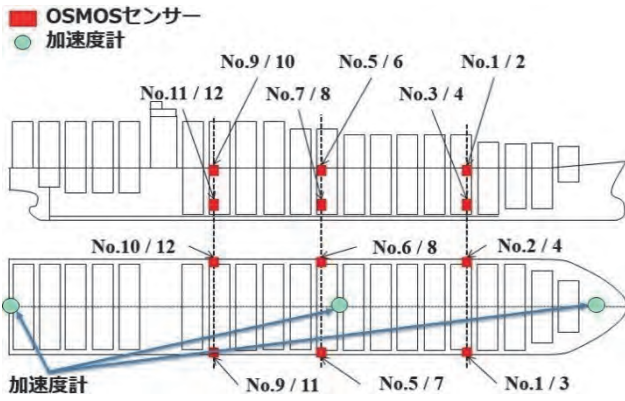 OSMOSセンサー
加速度計
No.9 / 10
No.5 / 6
No.1 / 2
No.11 / 12
No.7 / 8
No.3 / 4
No.10 / 12
No.6 / 8
No.2 / 4
加速度計
No.9 / 11
No.5 / 7
No.1 / 3